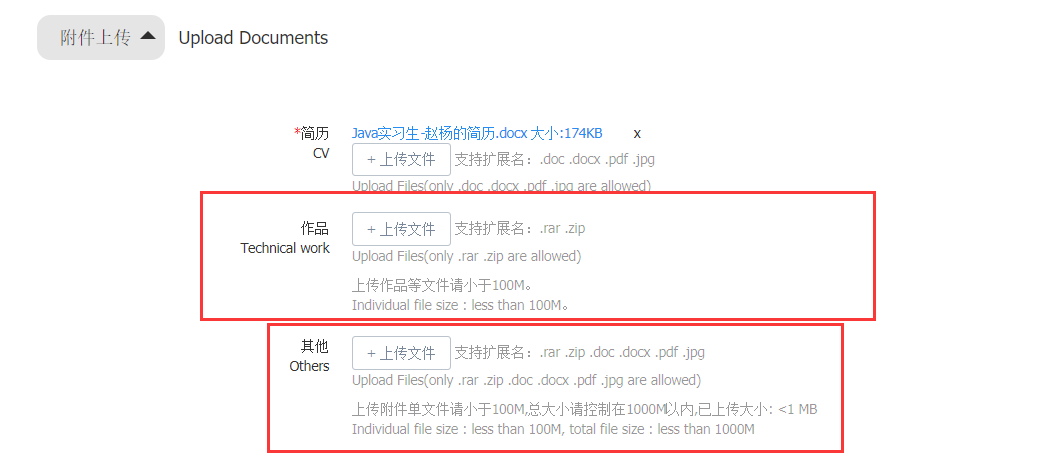 附件上传 Upload Documents
*简历 Java实习生-赵杨的简历.docx 大小:174KB x
CV + 上传文件 支持扩展名：.doc .docx .pdf .jpg
Upload Files(only .doc .docx .pdf .jpg are allowed)
作品 + 上传文件 支持扩展名：.rar .zip
Technical work
Upload Files(only .rar .zip are allowed)
上传作品等文件请小于100M。
Individual file size : less than 100M。
其他 + 上传文件 支持扩展名：.rar .zip .doc .docx .pdf .jpg
Others
Upload Files(only .rar .zip .doc .docx .pdf .jpg are allowed)
上传附件单文件请小于100M,总大小请控制在1000M以内,已上传大小: <1 MB
Individual file size : less than 100M, total file size : less than 1000M